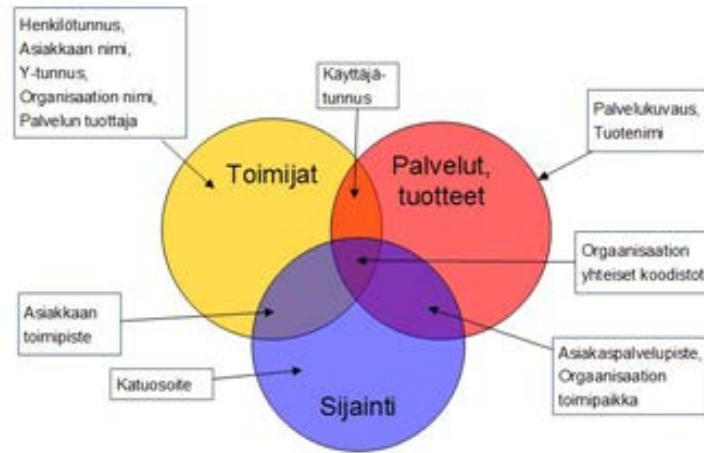 Henkilötunnus,
Asiakkaan nimi,
Y-tunnus,
Organisaation nimi,
Palvelun tuottaja
Käyttäjä-
tunnus
Palvelukuvaus,
Tuotenimi
Toimijat
Palvelut,
tuotteet
Orgaanisaation
yhteiset koodistot
Asiakkaan
toimipiste
Katuosoite
Asiakaspalvelupiste,
Orgaanisaation
toimipaikka
Sijainti